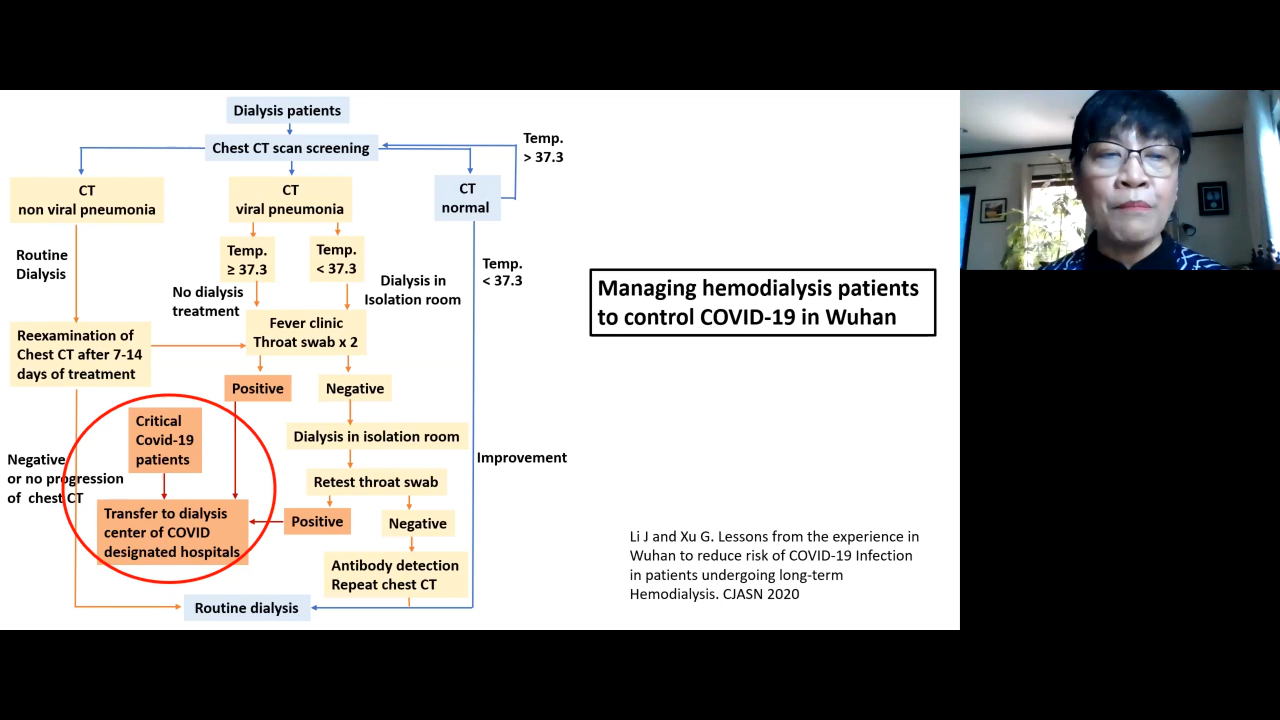 Dialysis patients
Chest CT scan screening
Temp.
> 37.3
CT
non viral pneumonia
CT
viral pneumonia
CT
normal
Routine
Dialysis
Temp.
≥ 37.3
Temp.
< 37.3
Temp.
< 37.3
No dialysis
treatment
Dialysis in
Isolation room
Managing hemodialysis patients
to control COVID-19 in Wuhan
Reexamination of
Chest CT after 7-14
days of treatment
Fever clinic
Throat swab x 2
Positive
Negative
Critical
Covid-19
patients
Dialysis in isolation room
Negative
or no progression
of chest CT
Improvement
Retest throat swab
Transfer to dialysis
center of COVID
designated hospitals
Positive
Negative
Antibody detection
Repeat chest CT
Routine dialysis
Li J and Xu G. Lessons from the experience in
Wuhan to reduce risk of COVID-19 Infection
in patients undergoing long-term
Hemodialysis. CJASN 2020